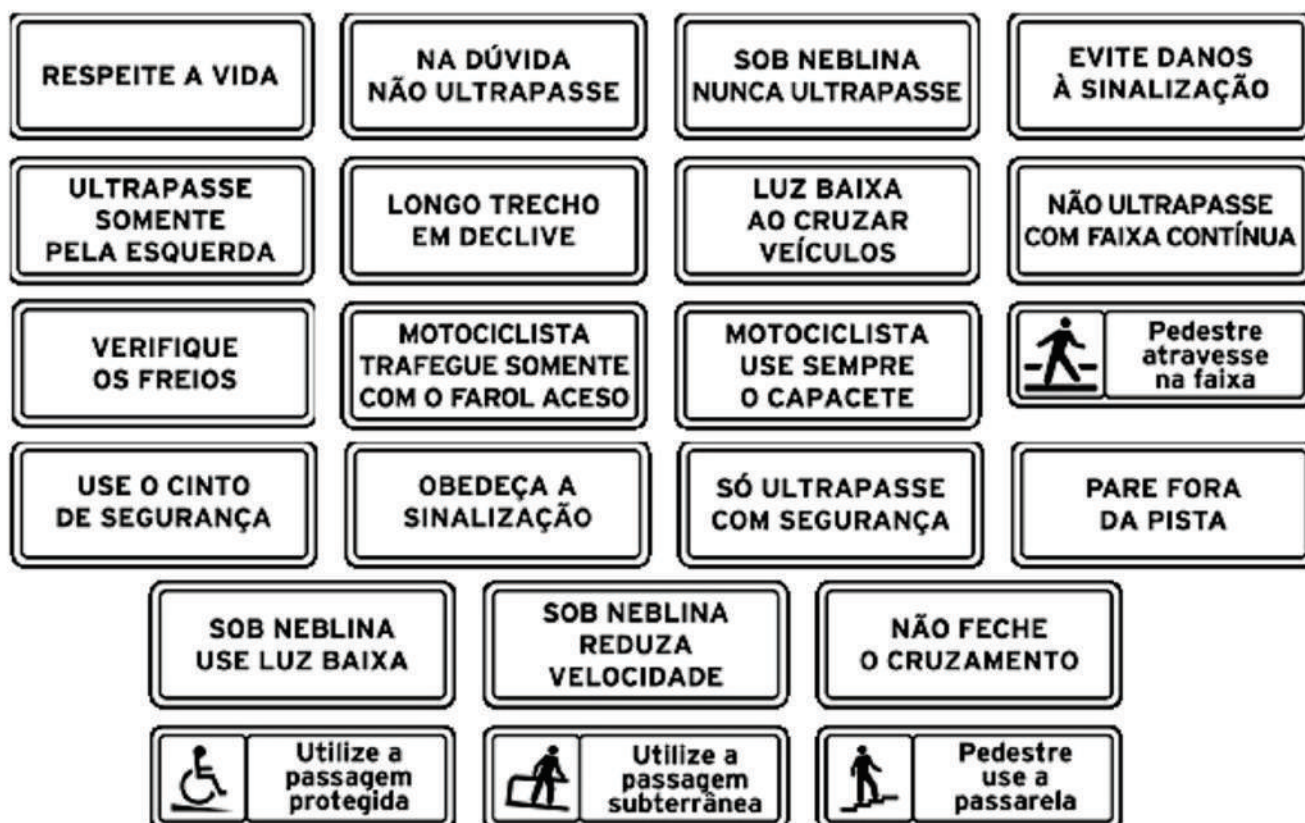 RESPEITE A VIDA
NA DÚVIDA
NÃO ULTRAPASSE
SOB NEBLINA
NUNCA ULTRAPASSE
EVITE DANOS
À SINALIZAÇÃO
ULTRAPASSE
SOMENTE
PELA ESQUERDA
LONGO TRECHO
EM DECLIVE
LUZ BAIXA
AO CRUZAR
VEÍCULOS
NÃO ULTRAPASSE
COM FAIXA CONTÍNUA
VERIFIQUE
OS FREIOS
MOTOCICLISTA
TRAFEGUE SOMENTE
COM O FAROL ACESO
MOTOCICLISTA
USE SEMPRE
O CAPACETE
Pedestre
atravesse
na faixa
USE O CINTO
DE SEGURANÇA
OBEDEÇA A
SINALIZAÇÃO
SÓ ULTRAPASSE
COM SEGURANÇA
PARE FORA
DA PISTA
SOB NEBLINA
USE LUZ BAIXA
SOB NEBLINA
REDUZA
VELOCIDADE
NÃO FECHE
O CRUZAMENTO
Utilize a
passagem
protegida
Utilize a
passagem
subterrânea
Pedestre
use a
passarela